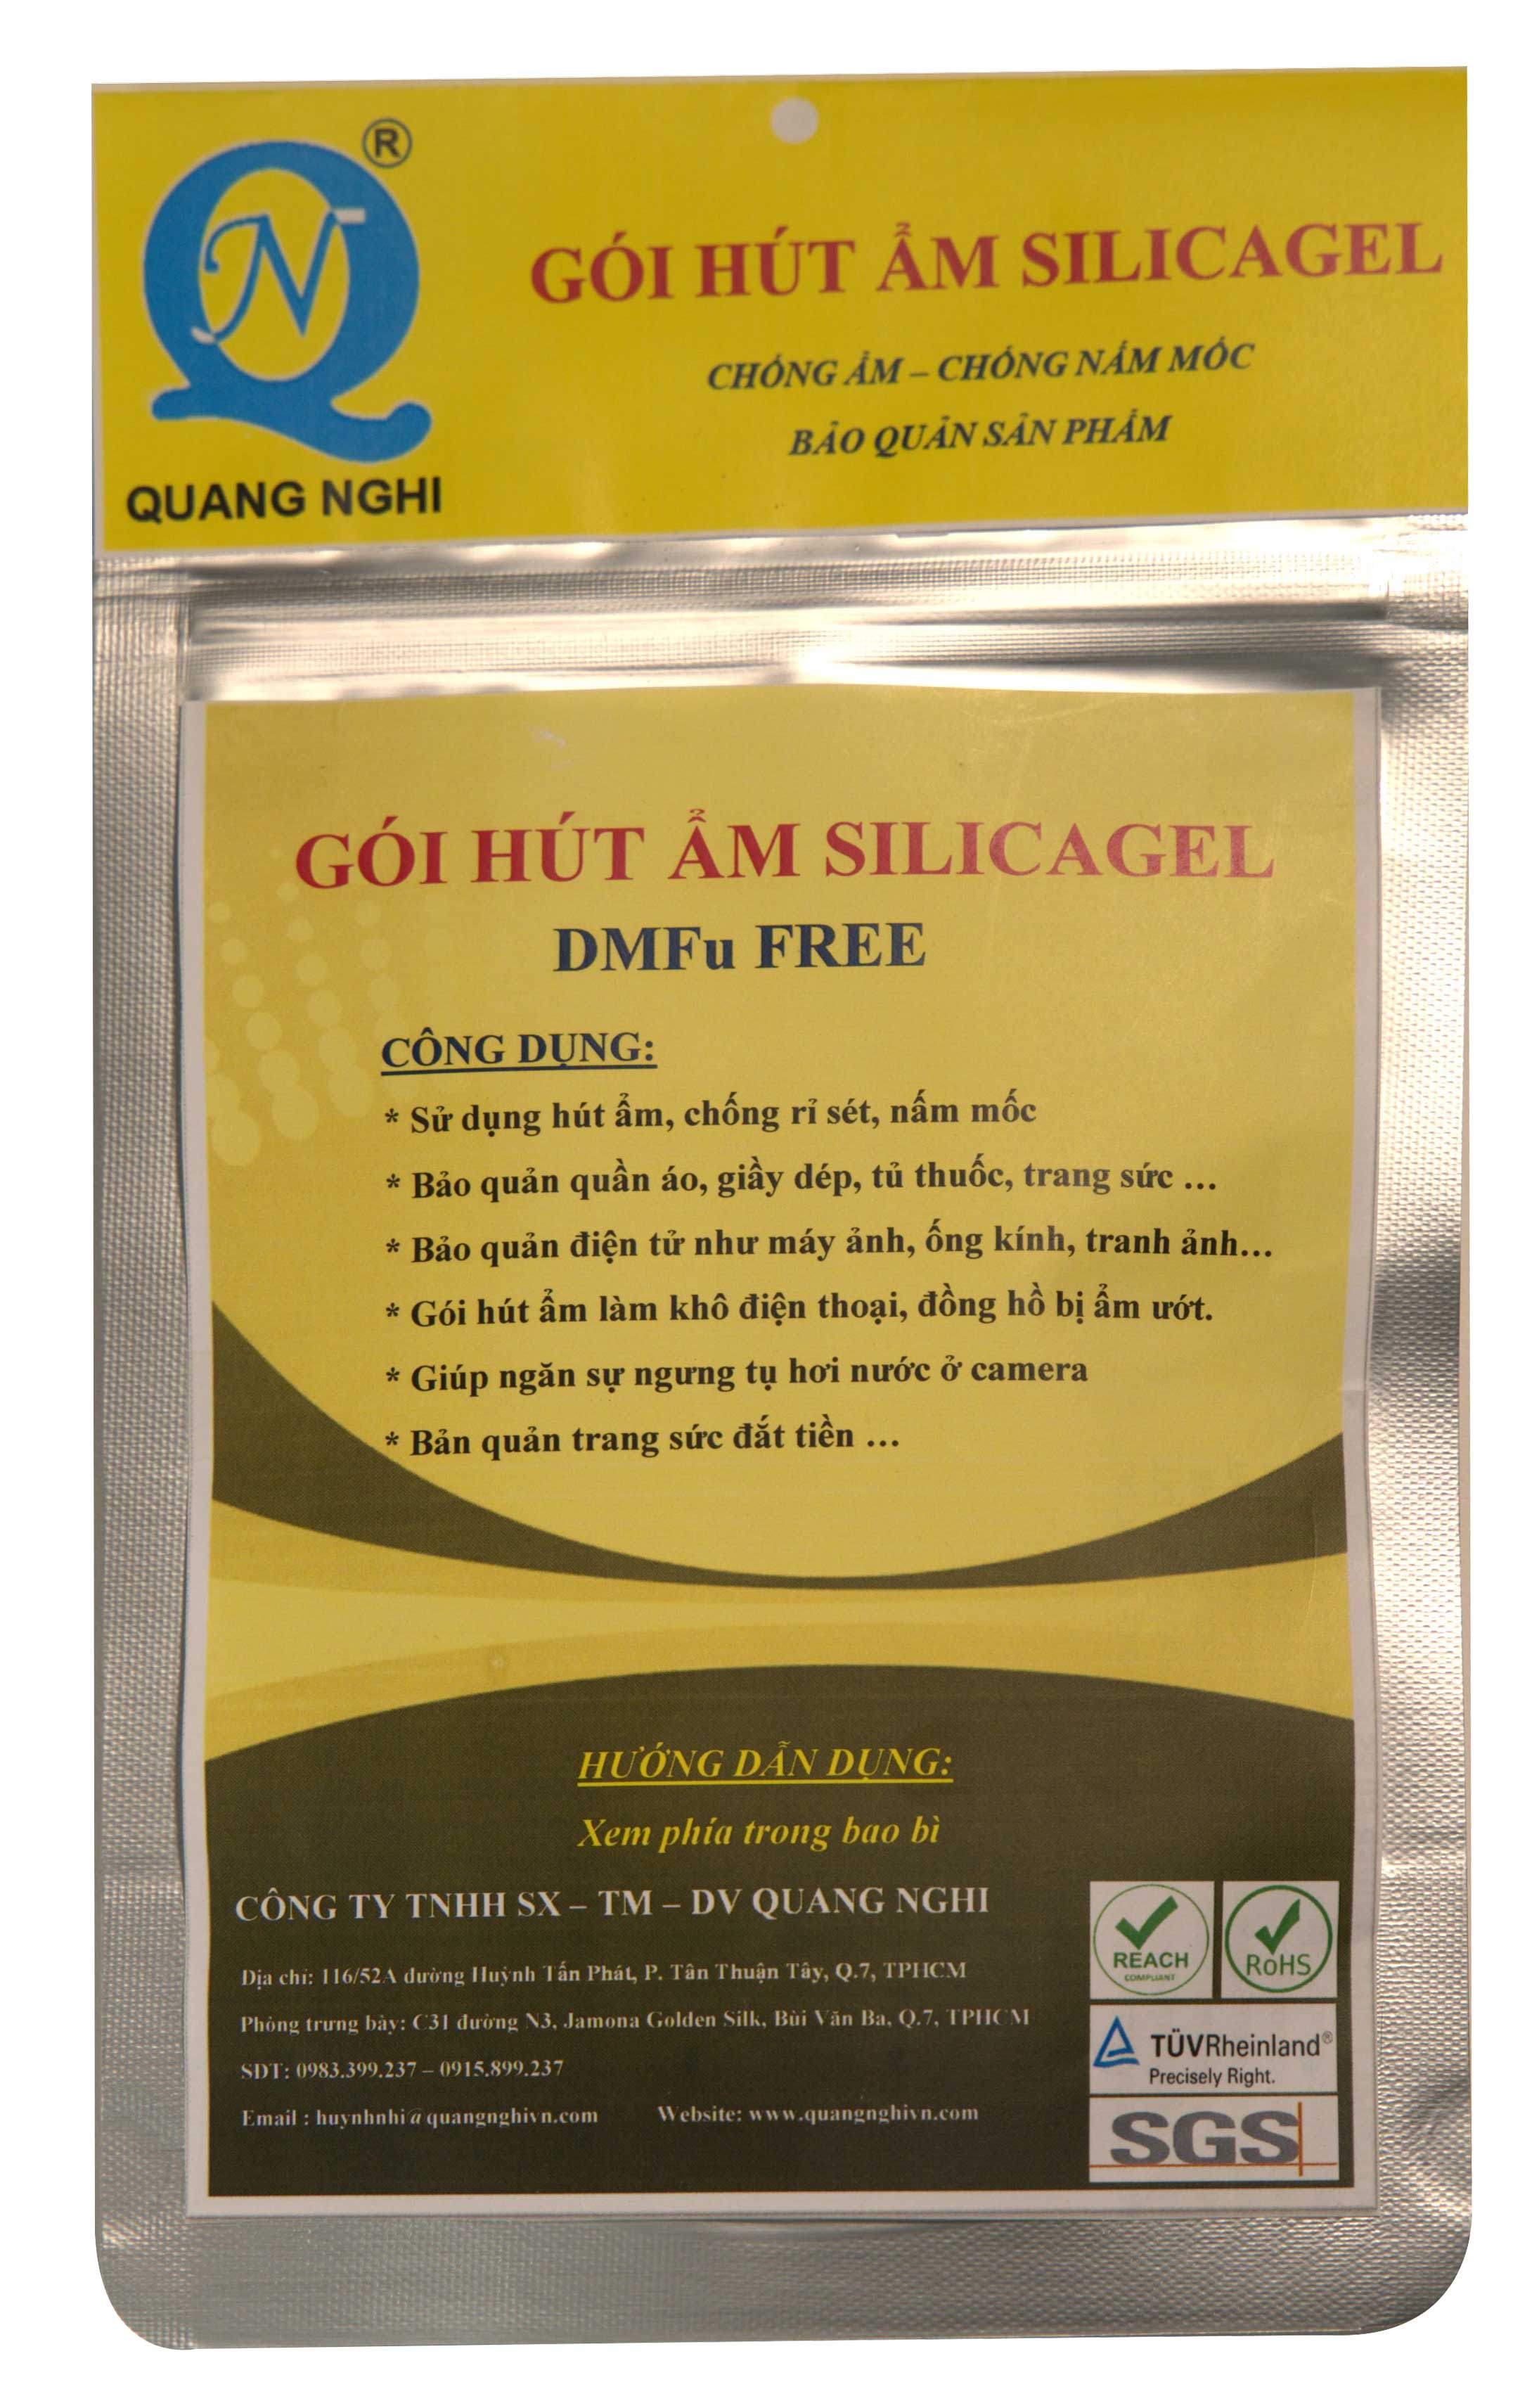 ®
N
QUANG NGHI
GÓI HÚT ẨM SILICAGEL
CHỐNG ẨM – CHỐNG NẤM MỐC
BẢO QUẢN SẢN PHẨM
GÓI HÚT ẨM SILICAGEL
DMFu FREE
CÔNG DỤNG:
* Sử dụng hút ẩm, chống rỉ sét, nấm mốc
* Bảo quản quần áo, giầy dép, tủ thuốc, trang sức ...
* Bảo quản điện tử như máy ảnh, ống kính, tranh ảnh...
* Gói hút ẩm làm khô điện thoại, đồng hồ bị ẩm ướt.
* Giúp ngăn sự ngưng tụ hơi nước ở camera
* Bản quản trang sức đắt tiền ...
HƯỚNG DẪN DỤNG:
Xem phía trong bao bì
CÔNG TY TNHH SX – TM – DV QUANG NGHI
Địa chỉ: 116/52A đường Huỳnh Tấn Phát, P. Tân Thuận Tây, Q.7, TPHCM
Phòng trưng bày: C31 đường N3, Jamona Golden Silk, Bùi Văn Ba, Q.7, TPHCM
SDT: 0983.399.237 – 0915.899.237
Email : huynhnhi@quangnghivn.com Website: www.quangnghivn.com
REACH
COMPLIANT
RoHS
TÜVRheinland®
Precisely Right.
SGS